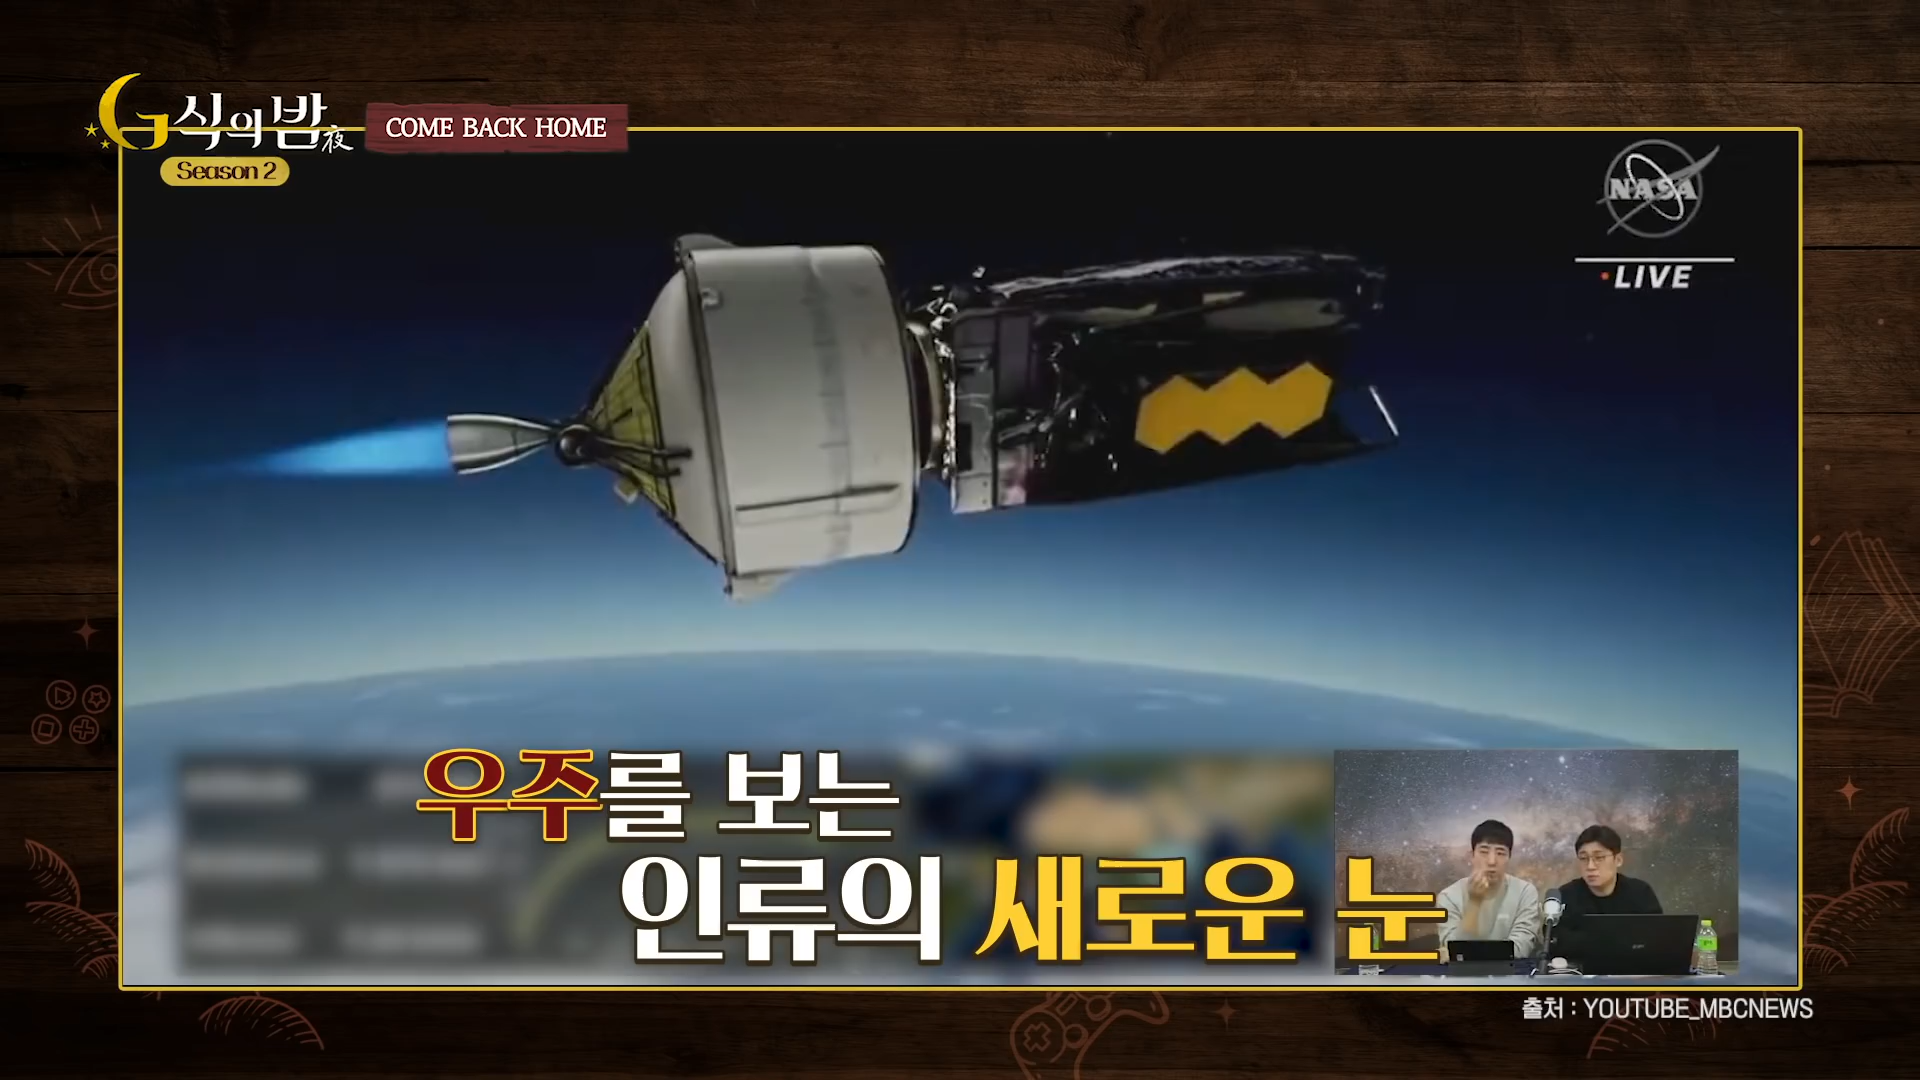 G식의 밤夜
Season 2
COME BACK HOME
NASA
LIVE
우주를 보는
인류의 새로운 눈
출처 : YOUTUBE_MBCNEWS